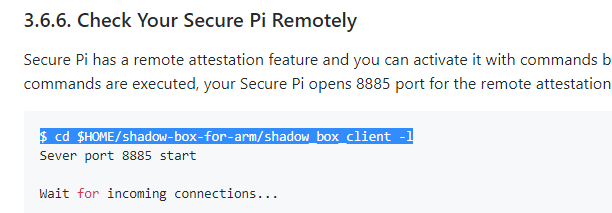 3.6.6. Check Your Secure Pi Remotely
Secure Pi has a remote attestation feature and you can activate it with commands b
commands are executed, your Secure Pi opens 8885 port for the remote attestation
$ cd $HOME/shadow-box-for-arm/shadow_box_client -l
Sever port 8885 start
Wait for incoming connections...